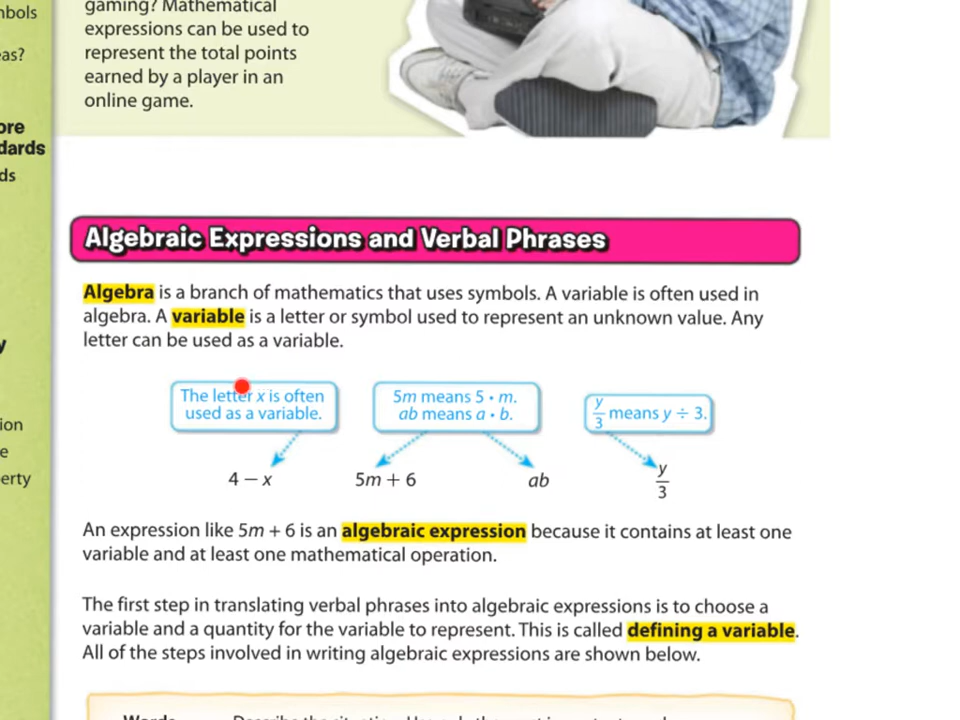 mbols
eas?
ore
dards
ds
y
ion
e
erty
gaming? Mathematical
expressions can be used to
represent the total points
earned by a player in an
online game.
Algebraic Expressions and Verbal Phrases
Algebra is a branch of mathematics that uses symbols. A variable is often used in
algebra. A variable is a letter or symbol used to represent an unknown value. Any
letter can be used as a variable.
The letter x is often
used as a variable.
5m means 5 • m.
ab means a • b.
y/3 means y ÷ 3.
4 − x
5m + 6
ab
y/3
An expression like 5m + 6 is an algebraic expression because it contains at least one
variable and at least one mathematical operation.
The first step in translating verbal phrases into algebraic expressions is to choose a
variable and a quantity for the variable to represent. This is called defining a variable.
All of the steps involved in writing algebraic expressions are shown below.